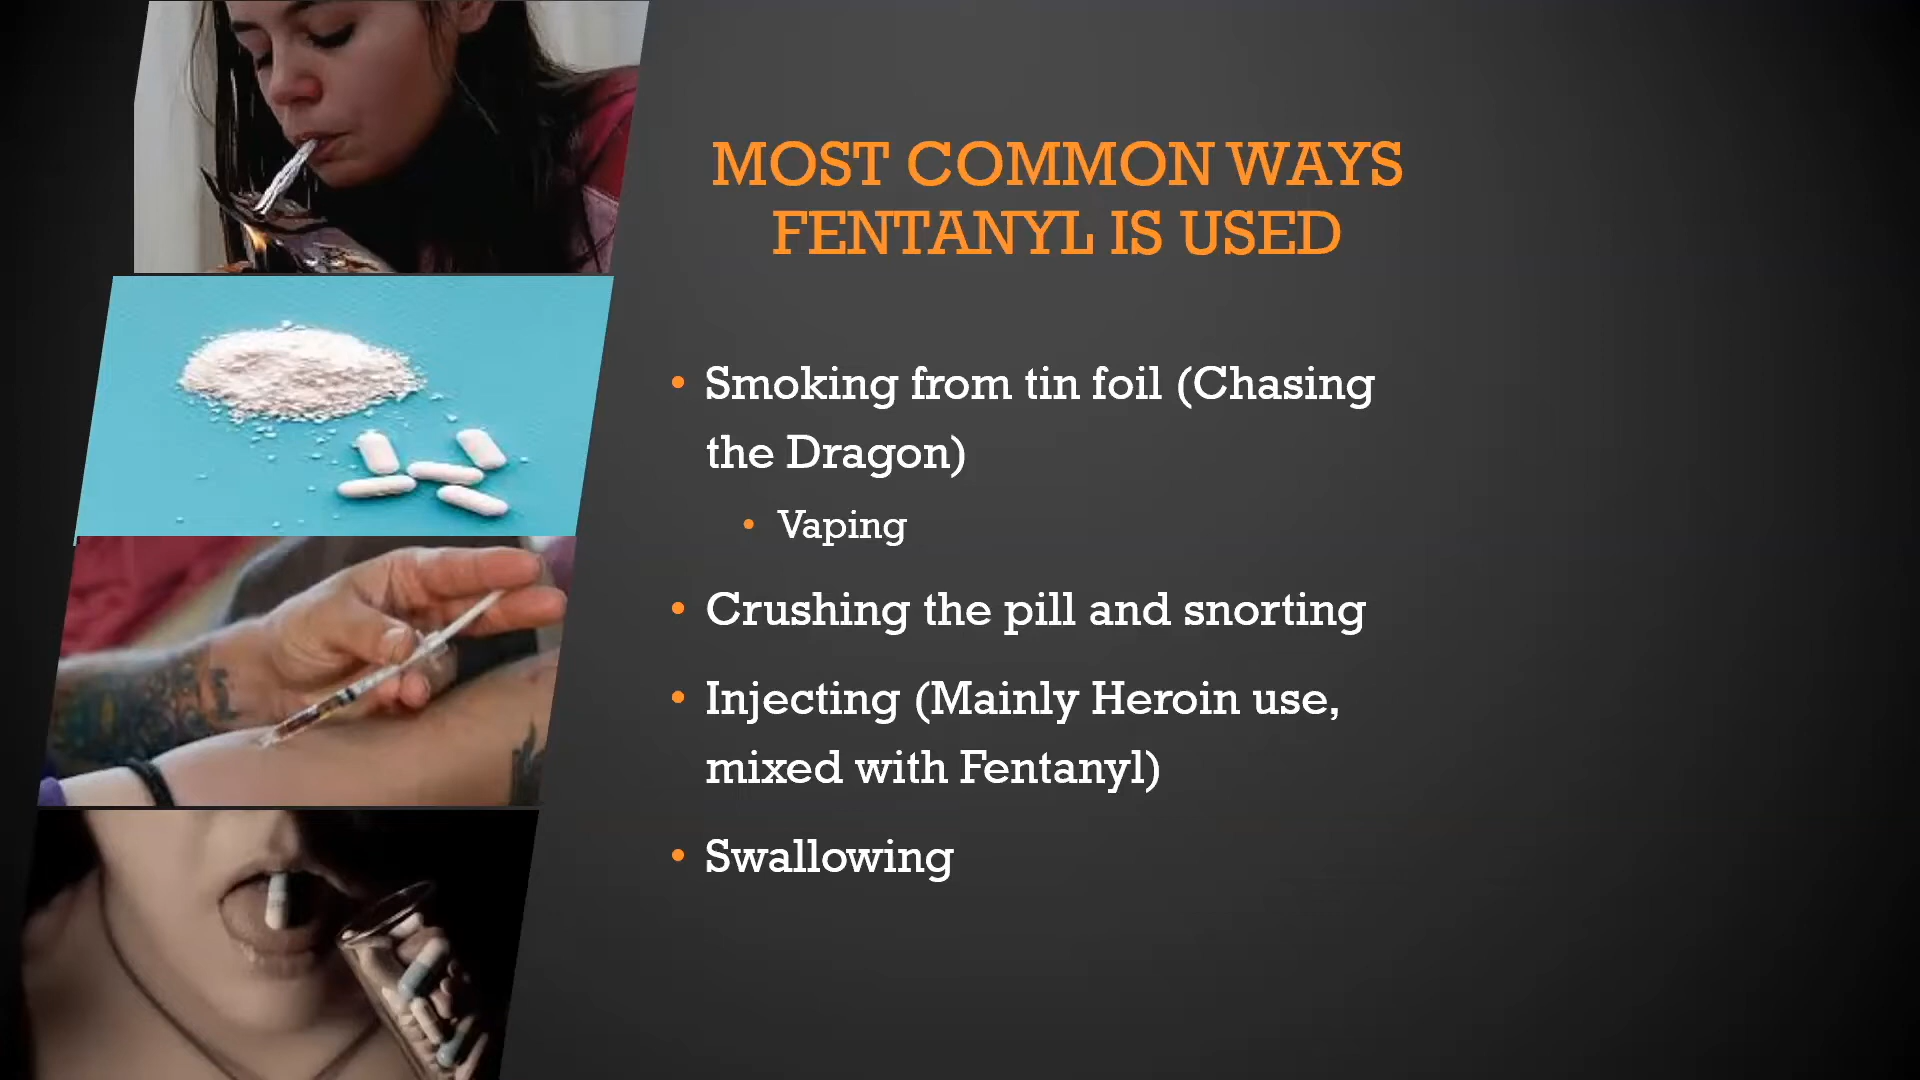 MOST COMMON WAYS
FENTANYL IS USED
• Smoking from tin foil (Chasing
the Dragon)
• Vaping
• Crushing the pill and snorting
• Injecting (Mainly Heroin use,
mixed with Fentanyl)
• Swallowing